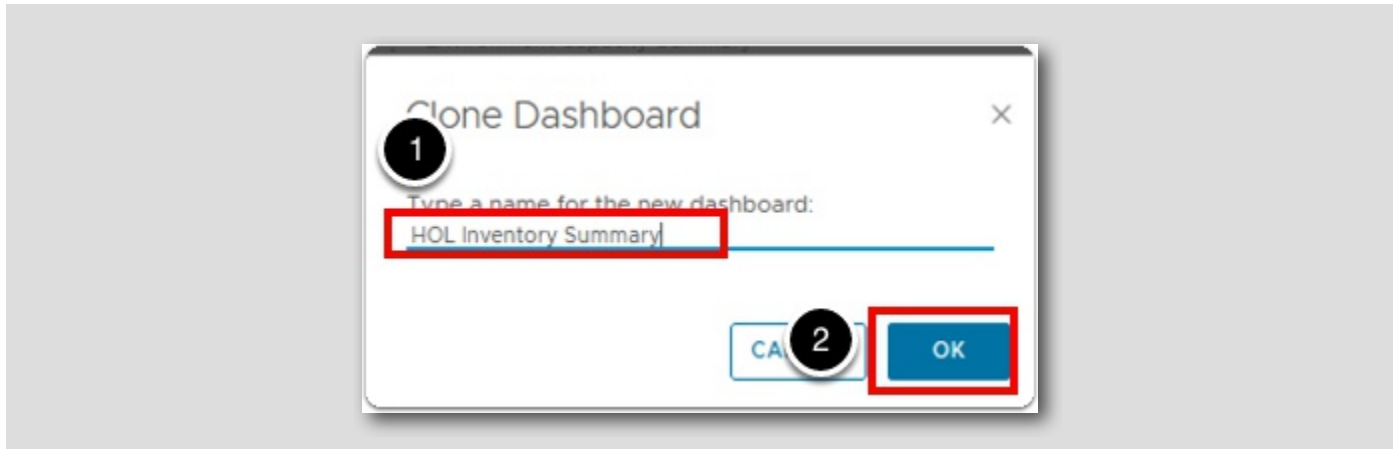 Clone Dashboard
1
Type a name for the new dashboard:
HOL Inventory Summary
2
OK